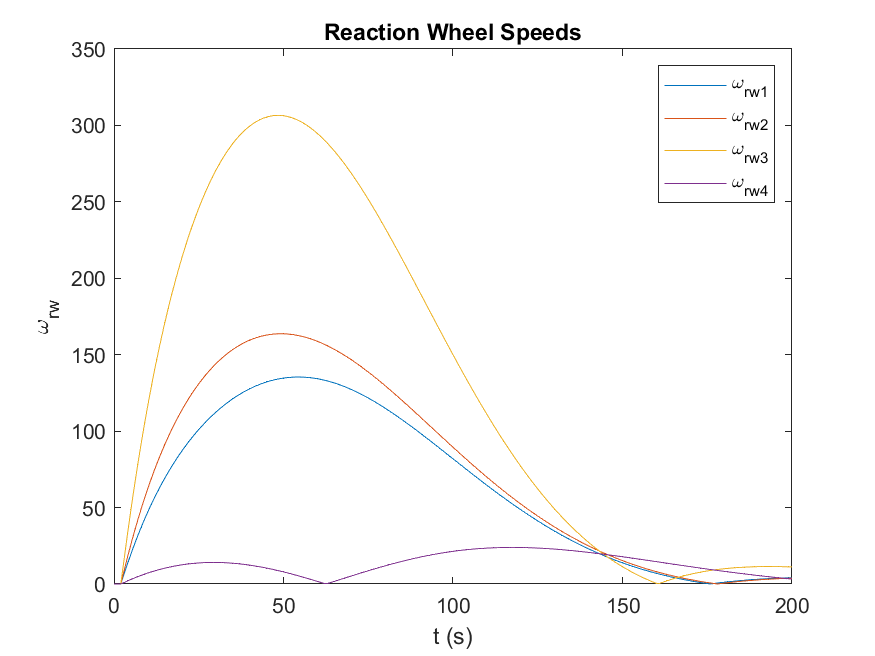 Reaction Wheel Speeds
350
300
250
200
150
100
50
0
ω_rw
ω_rw1
ω_rw2
ω_rw3
ω_rw4
0 50 100 150 200
t (s)